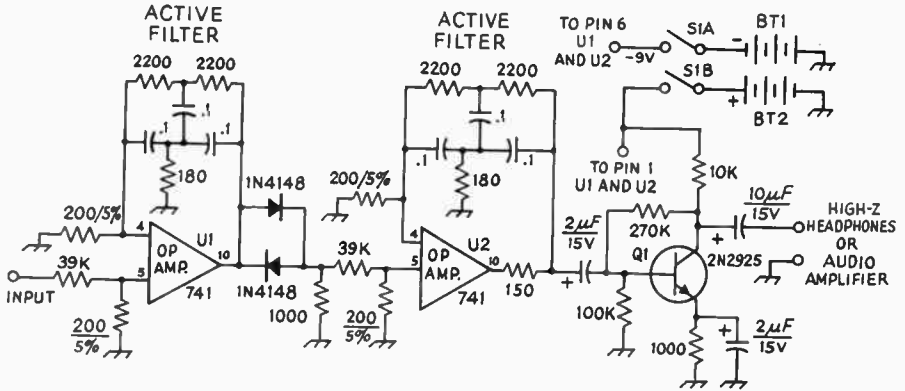 ACTIVE
FILTER
2200 2200
.1
.1 .1
180
200/5%
4
U1
OP
AMP.
10
5
741
39K
INPUT
200
5%
1N4148
1N4148
1000
39K
200
5%
ACTIVE
FILTER
2200 2200
.1
.1 .1
180
200/5%
4
U2
OP
AMP.
10
5
741
150
2µF
15V
+
TO PIN 6
U1
AND U2
-9V
S1A
-
BT1
S1B
+
BT2
TO PIN 1
U1 AND U2
10K
270K
Q1
2N2925
100K
1000
+
2µF
15V
10µF
15V
+
HIGH-Z
HEADPHONES
OR
AUDIO
AMPLIFIER